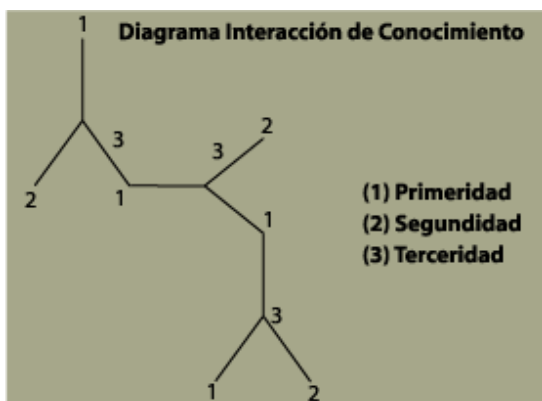 1
Diagrama Interacción de Conocimiento
3
2
3
2
1
(1) Primeridad
1
(2) Segundidad
(3) Terceridad
3
1
2